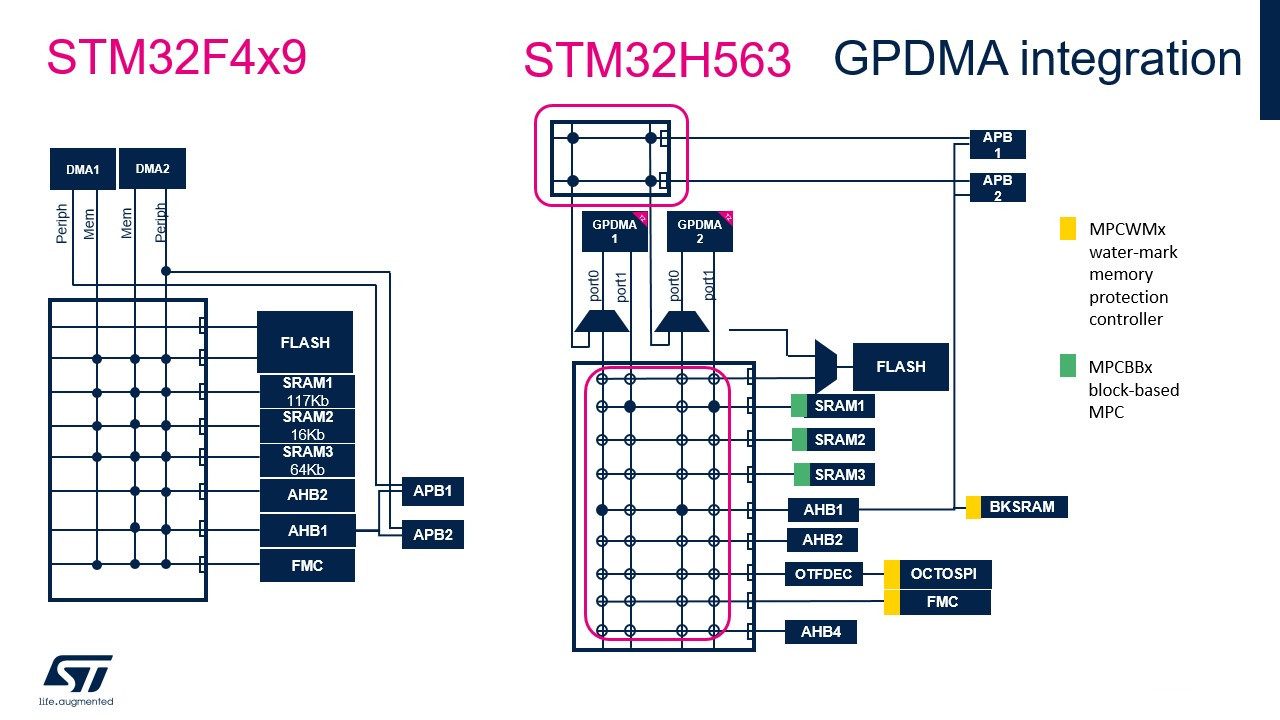 STM32F4x9
STM32H563
GPDMA integration
DMA1
DMA2
Periph
Mem
Mem
Periph
FLASH
SRAM1
117Kb
SRAM2
16Kb
SRAM3
64Kb
AHB2
AHB1
FMC
APB1
APB2
APB
1
APB
2
GPDMA
1
GPDMA
2
TZ
TZ
port0
port1
port0
port1
FLASH
SRAM1
SRAM2
SRAM3
AHB1
BKSRAM
AHB2
OTFDEC
OCTOSPI
FMC
AHB4
MPCWMx
water-mark
memory
protection
controller
MPCBBx
block-based
MPC
ST
life.augmented